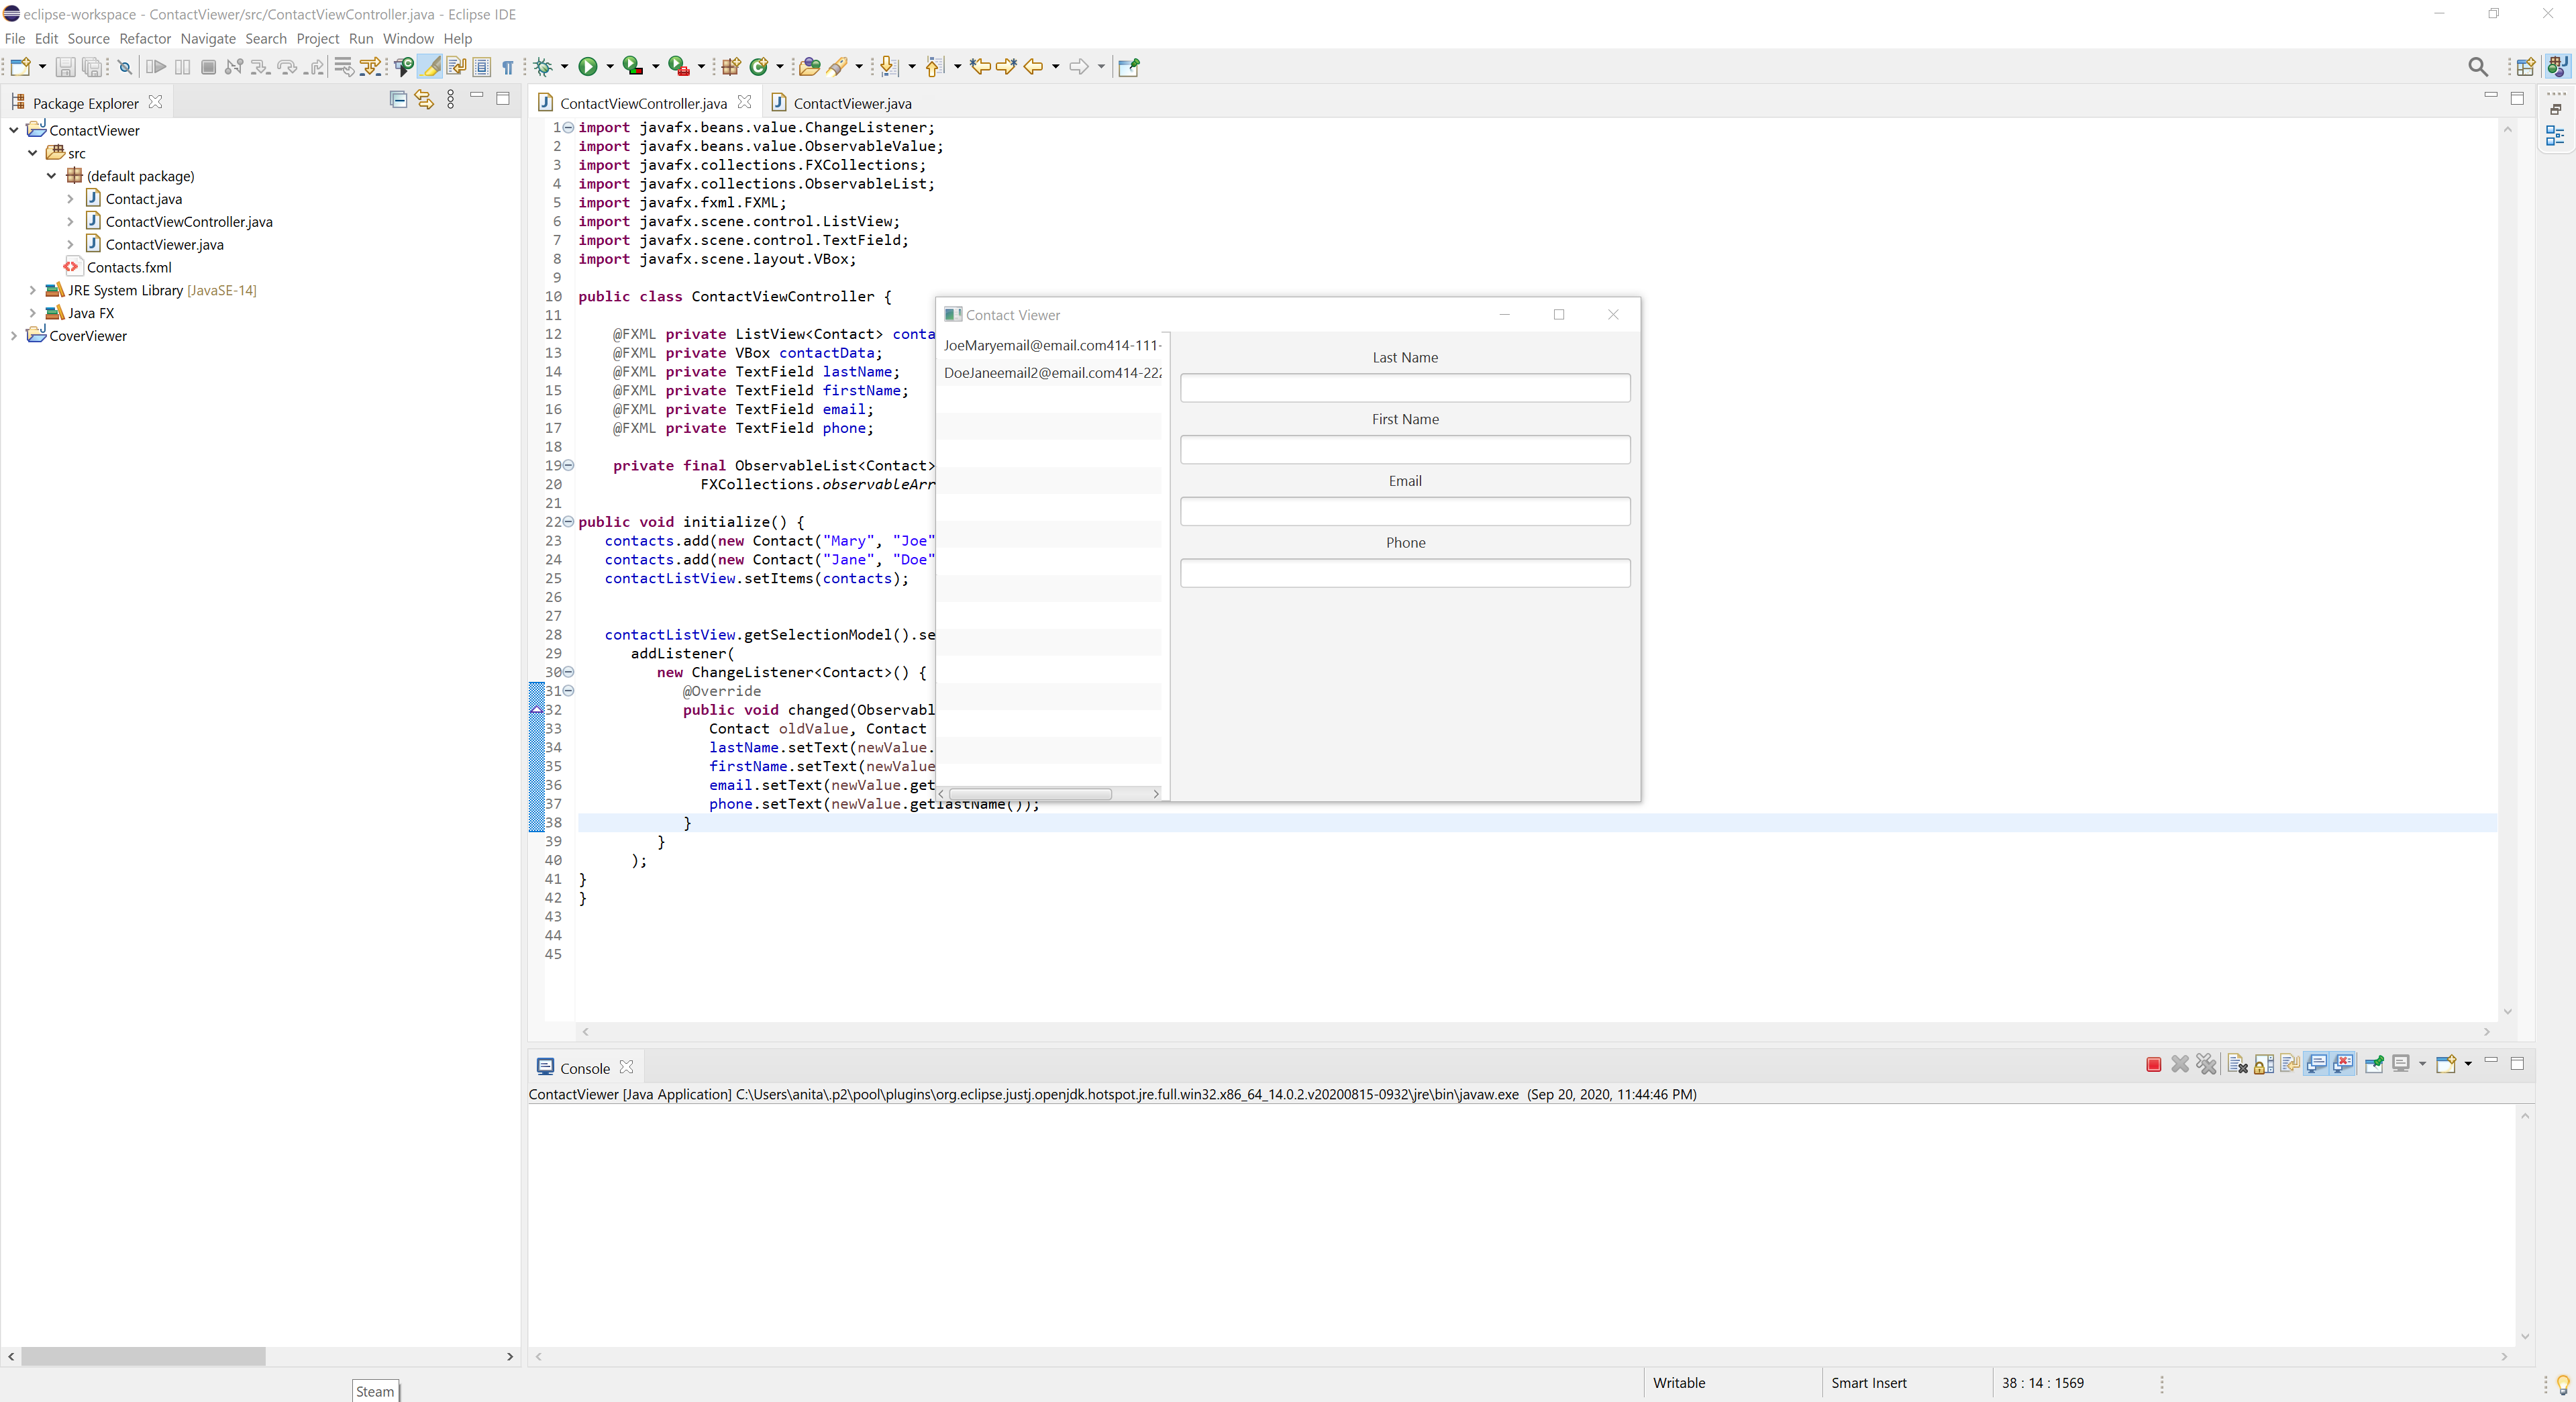 eclipse-workspace - ContactViewer/src/ContactViewController.java - Eclipse IDE
File Edit Source Refactor Navigate Search Project Run Window Help
Package Explorer
ContactViewer
src
(default package)
Contact.java
ContactViewController.java
ContactViewer.java
Contacts.fxml
JRE System Library [JavaSE-14]
Java FX
CoverViewer
ContactViewController.java ContactViewer.java
1 import javafx.beans.value.ChangeListener;
2 import javafx.beans.value.ObservableValue;
3 import javafx.collections.FXCollections;
4 import javafx.collections.ObservableList;
5 import javafx.fxml.FXML;
6 import javafx.scene.control.ListView;
7 import javafx.scene.control.TextField;
8 import javafx.scene.layout.VBox;
9
10 public class ContactViewController {
11
12 @FXML private ListView<Contact> conta
13 @FXML private VBox contactData;
14 @FXML private TextField lastName;
15 @FXML private TextField firstName;
16 @FXML private TextField email;
17 @FXML private TextField phone;
18
19 private final ObservableList<Contact>
20 FXCollections.observableArr
21
22 public void initialize() {
23 contacts.add(new Contact("Mary", "Joe"
24 contacts.add(new Contact("Jane", "Doe"
25 contactListView.setItems(contacts);
26
27
28 contactListView.getSelectionModel().se
29 addListener(
30 new ChangeListener<Contact>() {
31 @Override
32 public void changed(Observabl
33 Contact oldValue, Contact
34 lastName.setText(newValue.
35 firstName.setText(newValue
36 email.setText(newValue.get
37 phone.setText(newValue.getlastName());
38 }
39 }
40 );
41 }
42 }
43
44
45
Contact Viewer
JoeMaryemail@email.com414-111-
DoeJaneemail2@email.com414-222
Last Name
First Name
Email
Phone
Console
ContactViewer [Java Application] C:\Users\anita\.p2\pool\plugins\org.eclipse.justj.openjdk.hotspot.jre.full.win32.x86_64_14.0.2.v20200815-0932\jre\bin\javaw.exe (Sep 20, 2020, 11:44:46 PM)
Steam
Writable Smart Insert 38 : 14 : 1569